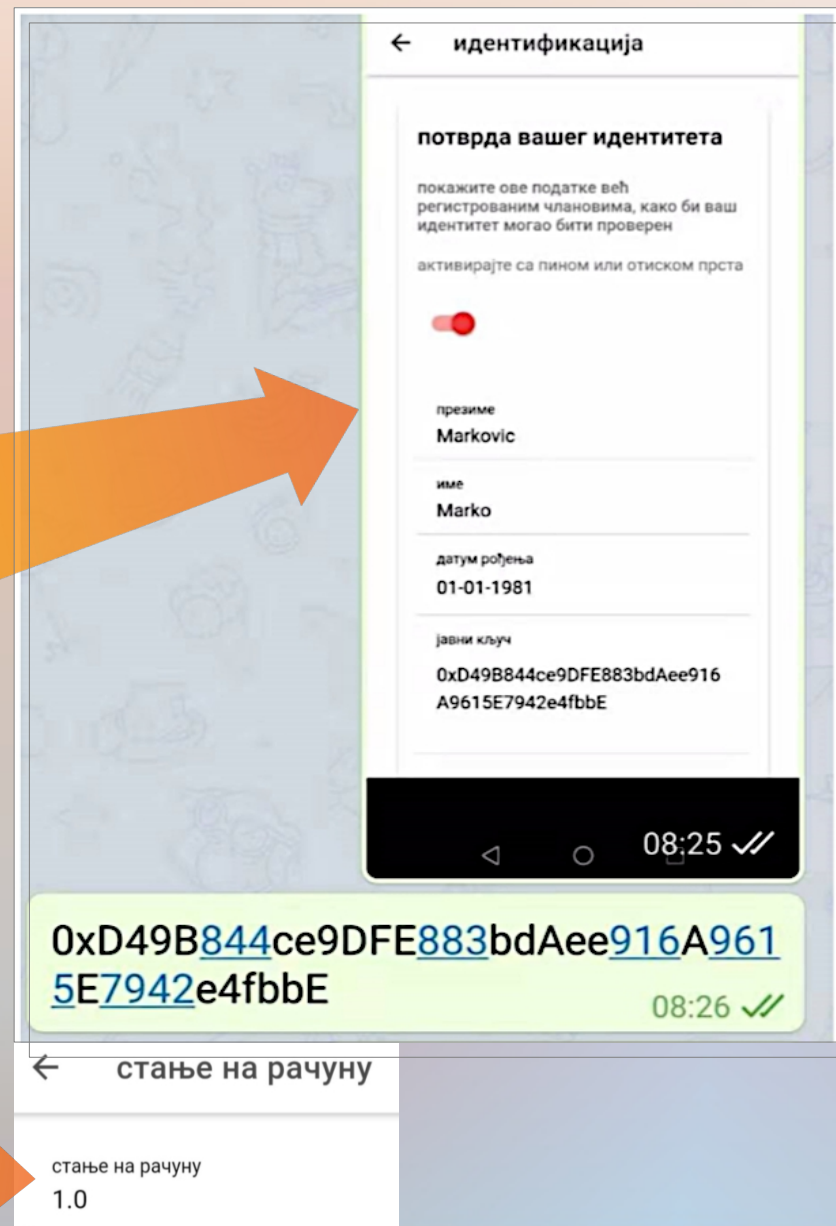 ← идентификација
потврда вашег идентитета
покажите ове податке већ
регистрованим члановима, како би ваш
идентитет могао бити проверен
активирајте са пином или отиском прста
презиме
Markovic
име
Marko
датум рођења
01-01-1981
јавни кључ
0xD49B844ce9DFE883bdAee916
A9615E7942e4fbbE
08:25
0xD49B844ce9DFE883bdAee916A961
5E7942e4fbbE
08:26
← стање на рачуну
стање на рачуну
1.0